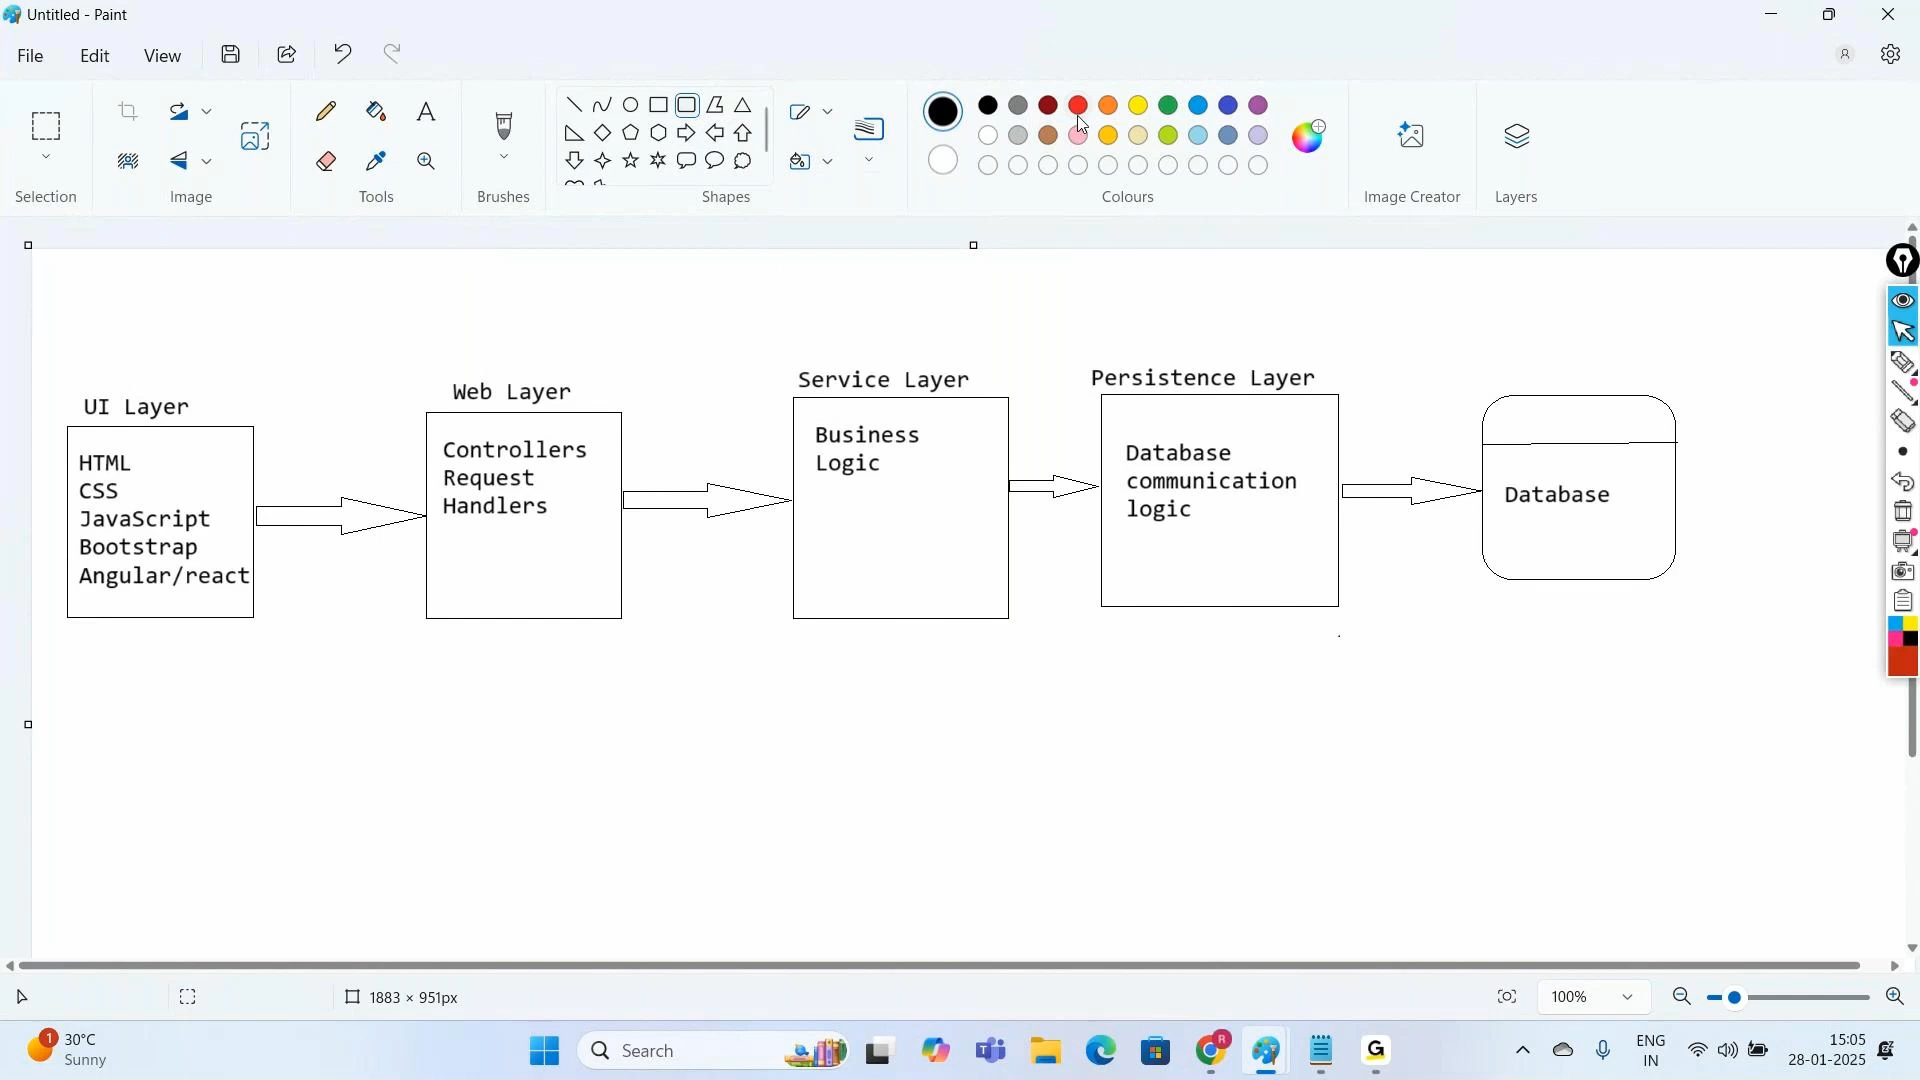 Untitled - Paint
File Edit View
Selection Image Tools Brushes Shapes Colours Image Creator Layers
UI Layer
HTML
CSS
JavaScript
Bootstrap
Angular/react
Web Layer
Controllers
Request
Handlers
Service Layer
Business
Logic
Persistence Layer
Database
communication
logic
Database
1883 × 951px
100%
1
30°C
Sunny
Search
R
G
ENG
IN
15:05
28-01-2025